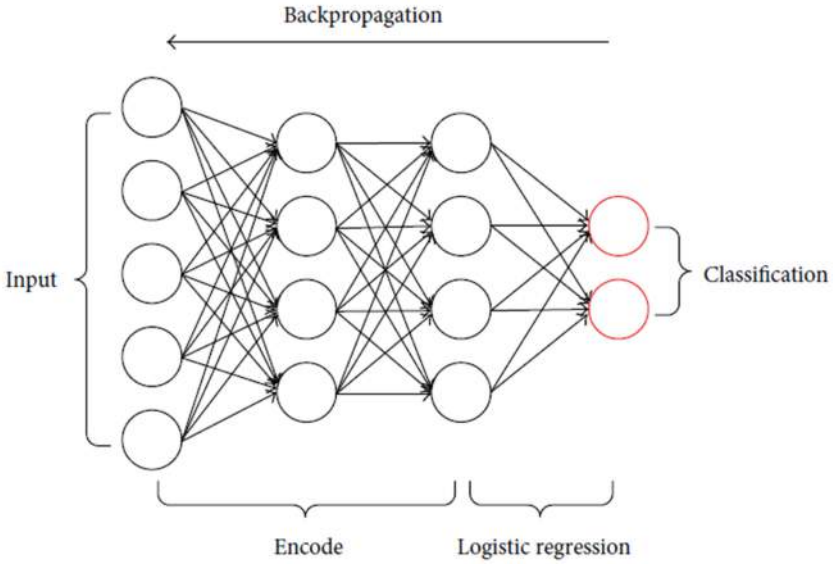 Backpropagation
Input
Classification
Encode
Logistic regression